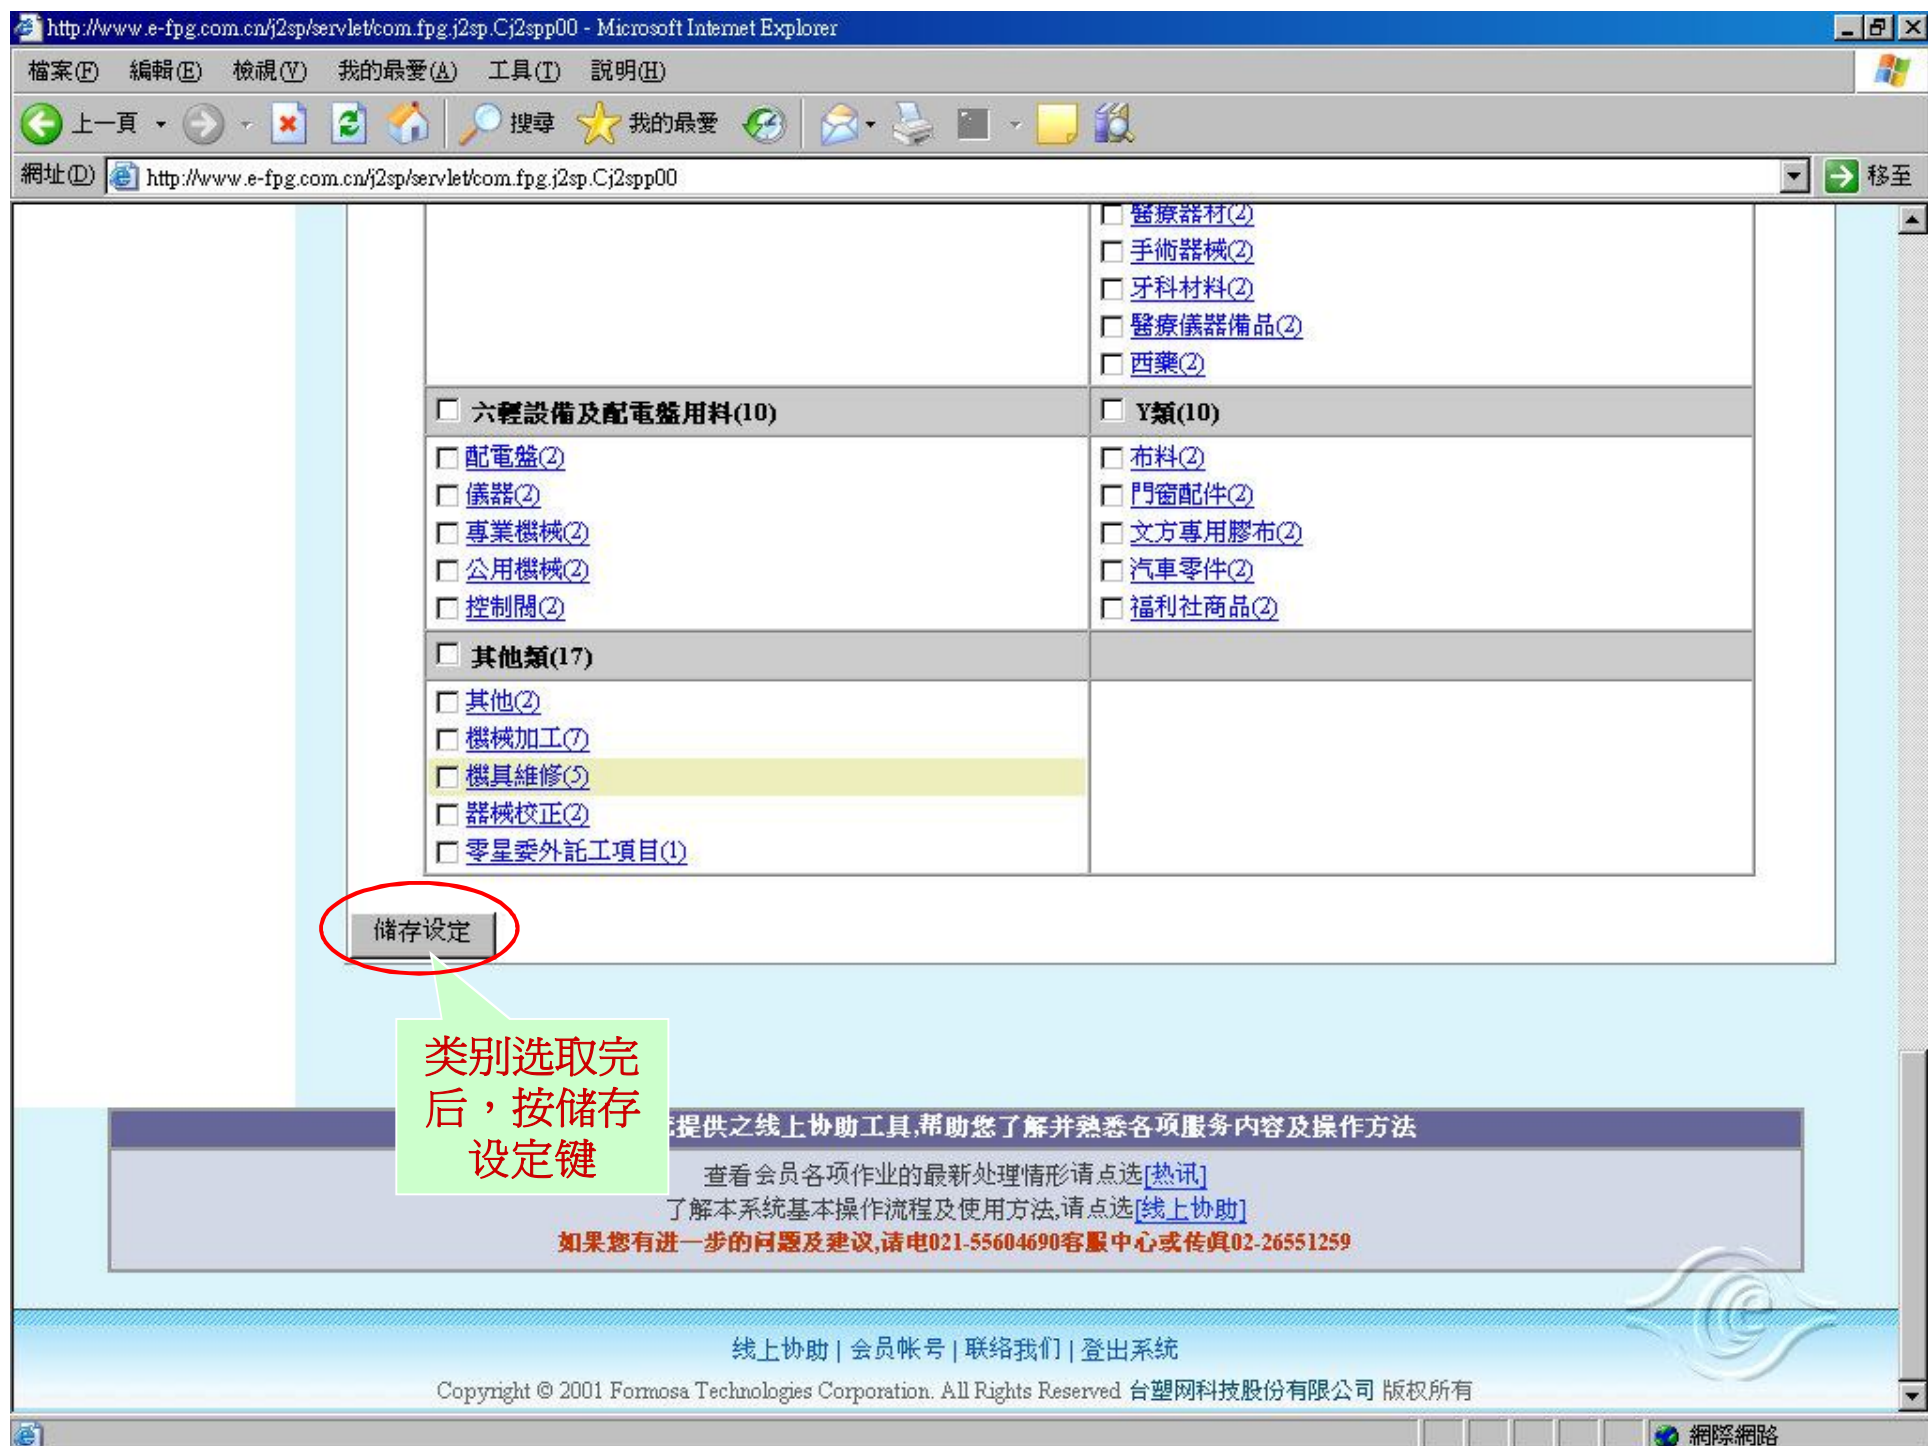 http://www.e-fpg.com.cn/j2sp/servlet/com.fpg.j2sp.Cj2spp00 - Microsoft Internet Explorer
檔案(F) 編輯(E) 檢視(V) 我的最愛(A) 工具(T) 說明(H)
上一頁 搜尋 我的最愛
網址(D) http://www.e-fpg.com.cn/j2sp/servlet/com.fpg.j2sp.Cj2spp00 移至
醫療器材(2)
手術器械(2)
牙科材料(2)
醫療儀器備品(2)
西藥(2)
六輕設備及配電盤用料(10) Y類(10)
配電盤(2) 布料(2)
儀器(2) 門窗配件(2)
專業機械(2) 文方專用膠布(2)
公用機械(2) 汽車零件(2)
控制閥(2) 福利社商品(2)
其他類(17)
其他(2)
機械加工(7)
機具維修(5)
器械校正(2)
零星委外託工項目(1)
储存设定
类别选取完
后，按储存
设定键
提供之线上协助工具,帮助您了解并熟悉各项服务内容及操作方法
查看会员各项作业的最新处理情形请点选[热讯]
了解本系统基本操作流程及使用方法,请点选[线上协助]
如果您有进一步的问题及建议,请电021-55604690客服中心或传真02-26551259
线上协助 | 会员帐号 | 联络我们 | 登出系统
Copyright © 2001 Formosa Technologies Corporation. All Rights Reserved 台塑网科技股份有限公司 版权所有
網際網路